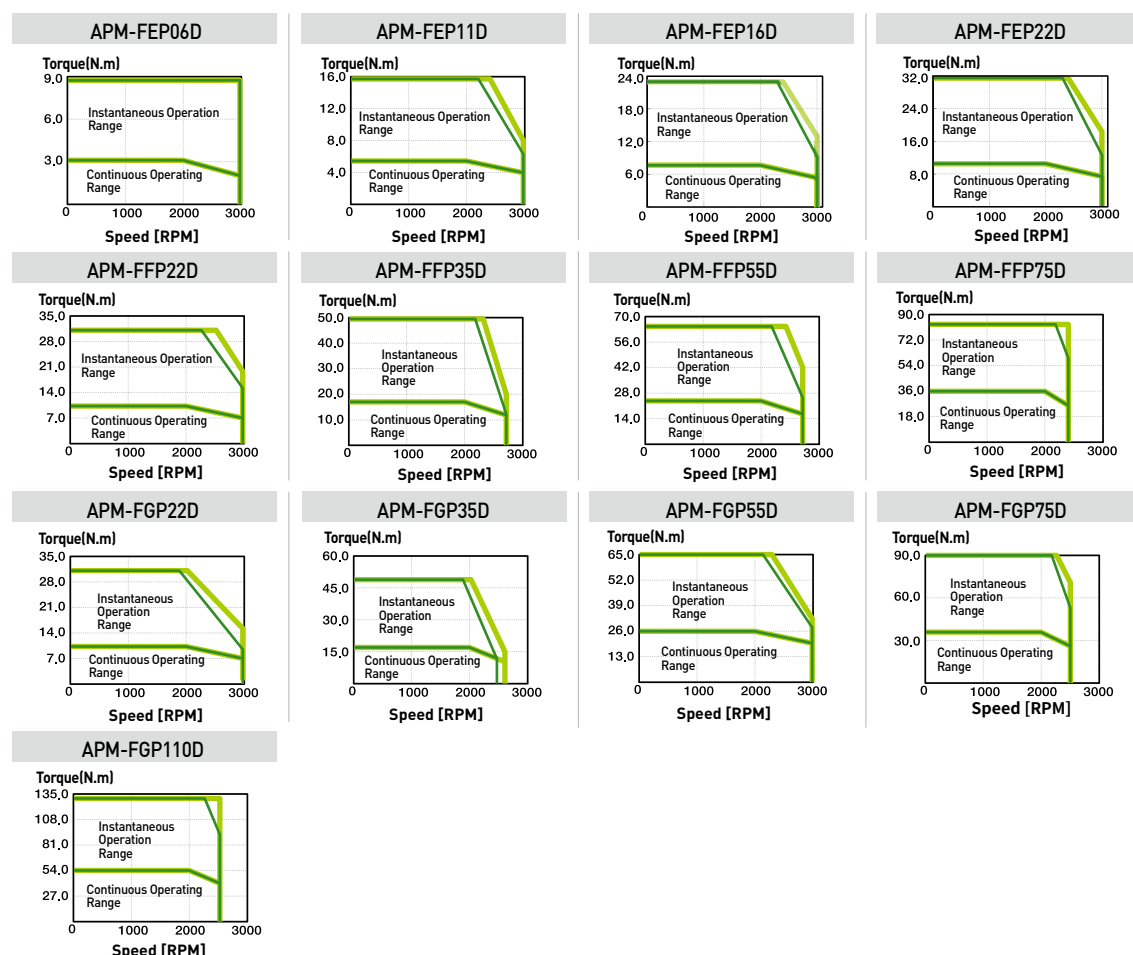 APM-FEP06D
Torque(N.m)
9.0
6.0
3.0
Instantaneous Operation
Range
Continuous Operating
Range
0 1000 2000 3000
Speed [RPM]
APM-FEP11D
Torque(N.m)
16.0
12.0
8.0
4.0
Instantaneous Operation
Range
Continuous Operating
Range
0 1000 2000 3000
Speed [RPM]
APM-FEP16D
Torque(N.m)
24.0
18.0
12.0
6.0
Instantaneous Operation
Range
Continuous Operating
Range
0 1000 2000 3000
Speed [RPM]
APM-FEP22D
Torque(N.m)
32.0
24.0
16.0
8.0
Instantaneous Operation
Range
Continuous Operating
Range
0 1000 2000 3000
Speed [RPM]
APM-FFP22D
Torque(N.m)
35.0
28.0
21.0
14.0
7.0
Instantaneous Operation
Range
Continuous Operating
Range
0 1000 2000 3000
Speed [RPM]
APM-FFP35D
Torque(N.m)
50.0
40.0
30.0
20.0
10.0
Instantaneous
Operation
Range
Continuous Operating
Range
0 1000 2000 3000
Speed [RPM]
APM-FFP55D
Torque(N.m)
70.0
56.0
42.0
28.0
14.0
Instantaneous
Operation
Range
Continuous Operating
Range
0 1000 2000 3000
Speed [RPM]
APM-FFP75D
Torque(N.m)
90.0
72.0
54.0
36.0
18.0
Instantaneous
Operation
Range
Continuous Operating
Range
0 1000 2000 3000
Speed [RPM]
APM-FGP22D
Torque(N.m)
35.0
28.0
21.0
14.0
7.0
Instantaneous
Operation
Range
Continuous Operating
Range
0 1000 2000 3000
Speed [RPM]
APM-FGP35D
Torque(N.m)
60.0
45.0
30.0
15.0
Instantaneous
Operation
Range
Continuous Operating
Range
0 1000 2000 3000
Speed [RPM]
APM-FGP55D
Torque(N.m)
65.0
52.0
39.0
26.0
13.0
Instantaneous
Operation
Range
Continuous Operating
Range
0 1000 2000 3000
Speed [RPM]
APM-FGP75D
Torque(N.m)
90.0
60.0
30.0
Instantaneous
Operation
Range
Continuous Operating
Range
0 1000 2000 3000
Speed [RPM]
APM-FGP110D
Torque(N.m)
135.0
108.0
81.0
54.0
27.0
Instantaneous
Operation
Range
Continuous Operating
Range
0 1000 2000 3000
Speed [RPM]